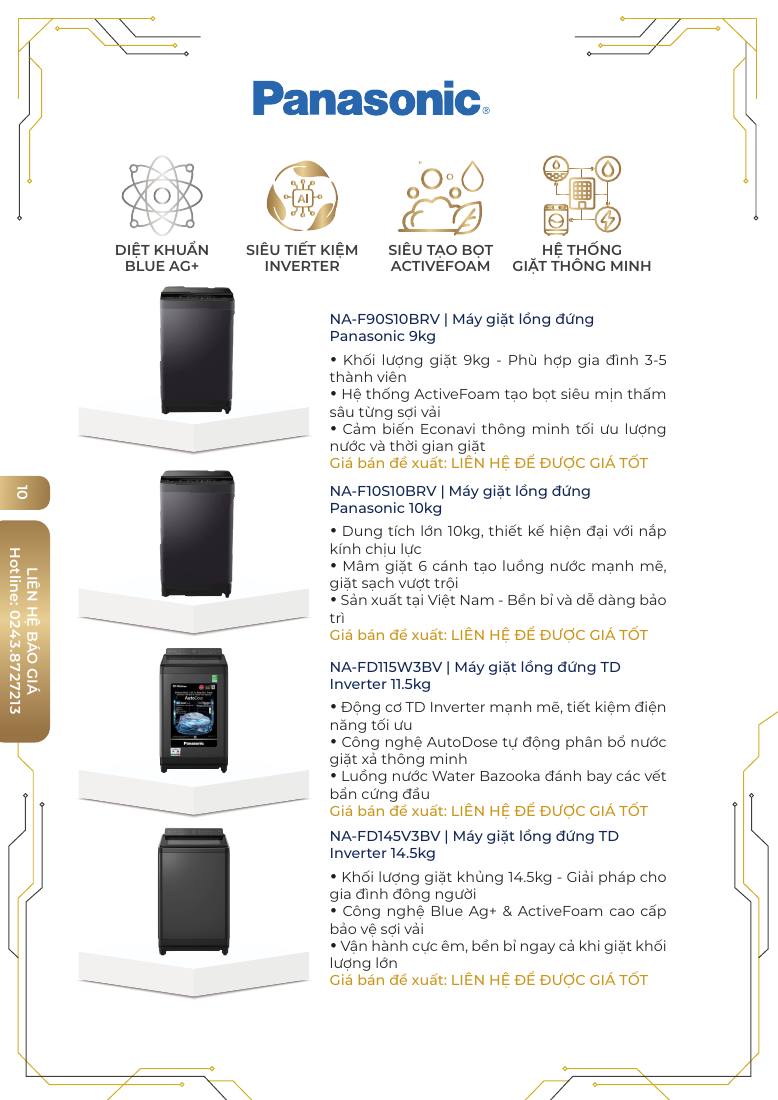 Panasonic®
DIỆT KHUẨN
BLUE AG+
SIÊU TIẾT KIỆM
INVERTER
SIÊU TẠO BỌT
ACTIVEFOAM
HỆ THỐNG
GIẶT THÔNG MINH
AI
NA-F90S10BRV | Máy giặt lồng đứng
Panasonic 9kg
• Khối lượng giặt 9kg - Phù hợp gia đình 3-5
thành viên
• Hệ thống ActiveFoam tạo bọt siêu mịn thấm
sâu từng sợi vải
• Cảm biến Econavi thông minh tối ưu lượng
nước và thời gian giặt
Giá bán đề xuất: LIÊN HỆ ĐỂ ĐƯỢC GIÁ TỐT
NA-F10S10BRV | Máy giặt lồng đứng
Panasonic 10kg
• Dung tích lớn 10kg, thiết kế hiện đại với nắp
kính chịu lực
• Mâm giặt 6 cánh tạo luồng nước mạnh mẽ,
giặt sạch vượt trội
• Sản xuất tại Việt Nam - Bền bỉ và dễ dàng bảo
trì
Giá bán đề xuất: LIÊN HỆ ĐỂ ĐƯỢC GIÁ TỐT
10
LIÊN HỆ BÁO GIÁ
Hotline: 0243.8727213
NA-FD115W3BV | Máy giặt lồng đứng TD
Inverter 11.5kg
• Động cơ TD Inverter mạnh mẽ, tiết kiệm điện
năng tối ưu
• Công nghệ AutoDose tự động phân bổ nước
giặt xả thông minh
• Luồng nước Water Bazooka đánh bay các vết
bẩn cứng đầu
Giá bán đề xuất: LIÊN HỆ ĐỂ ĐƯỢC GIÁ TỐT
AutoDose
Panasonic
NA-FD145V3BV | Máy giặt lồng đứng TD
Inverter 14.5kg
• Khối lượng giặt khủng 14.5kg - Giải pháp cho
gia đình đông người
• Công nghệ Blue Ag+ & ActiveFoam cao cấp
bảo vệ sợi vải
• Vận hành cực êm, bền bỉ ngay cả khi giặt khối
lượng lớn
Giá bán đề xuất: LIÊN HỆ ĐỂ ĐƯỢC GIÁ TỐT